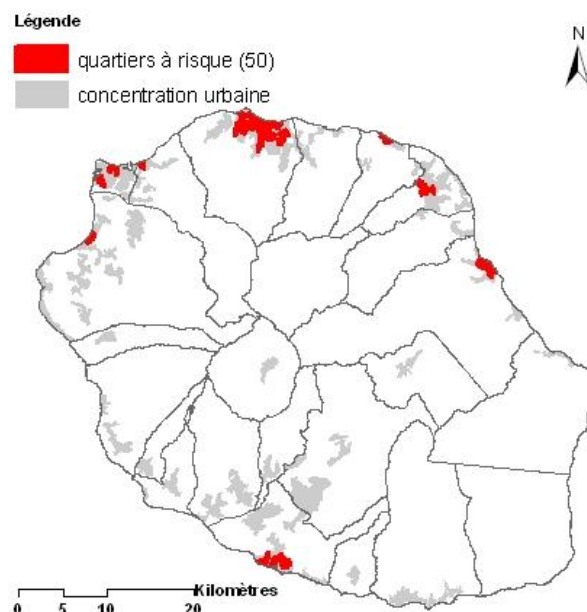 Légende
quartiers à risque (50)
concentration urbaine
N
Kilomètres
0 5 10 20